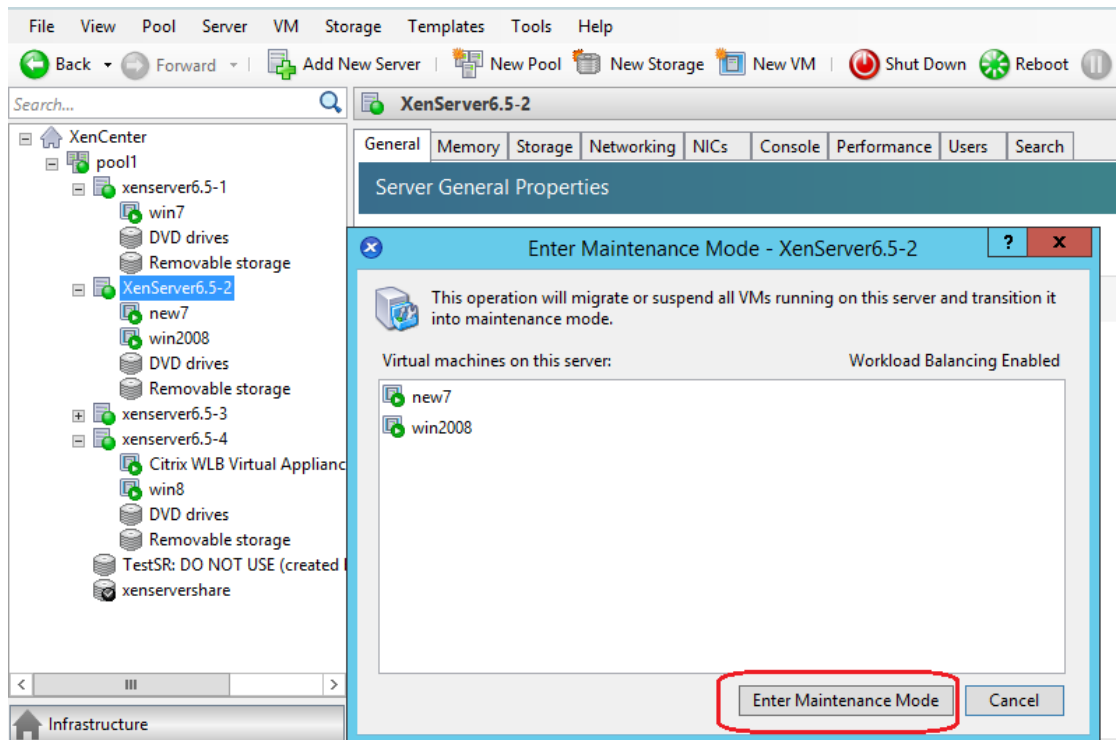 File View Pool Server VM Storage Templates Tools Help
Back Forward Add New Server New Pool New Storage New VM Shut Down Reboot
Search...
XenServer6.5-2
XenCenter
pool1
xenserver6.5-1
win7
DVD drives
Removable storage
XenServer6.5-2
new7
win2008
DVD drives
Removable storage
xenserver6.5-3
xenserver6.5-4
Citrix WLB Virtual Applianc
win8
DVD drives
Removable storage
TestSR: DO NOT USE (created
xenservershare
Infrastructure
General Memory Storage Networking NICs Console Performance Users Search
Server General Properties
Enter Maintenance Mode - XenServer6.5-2
? x
This operation will migrate or suspend all VMs running on this server and transition it
into maintenance mode.
Virtual machines on this server: Workload Balancing Enabled
new7
win2008
Enter Maintenance Mode Cancel